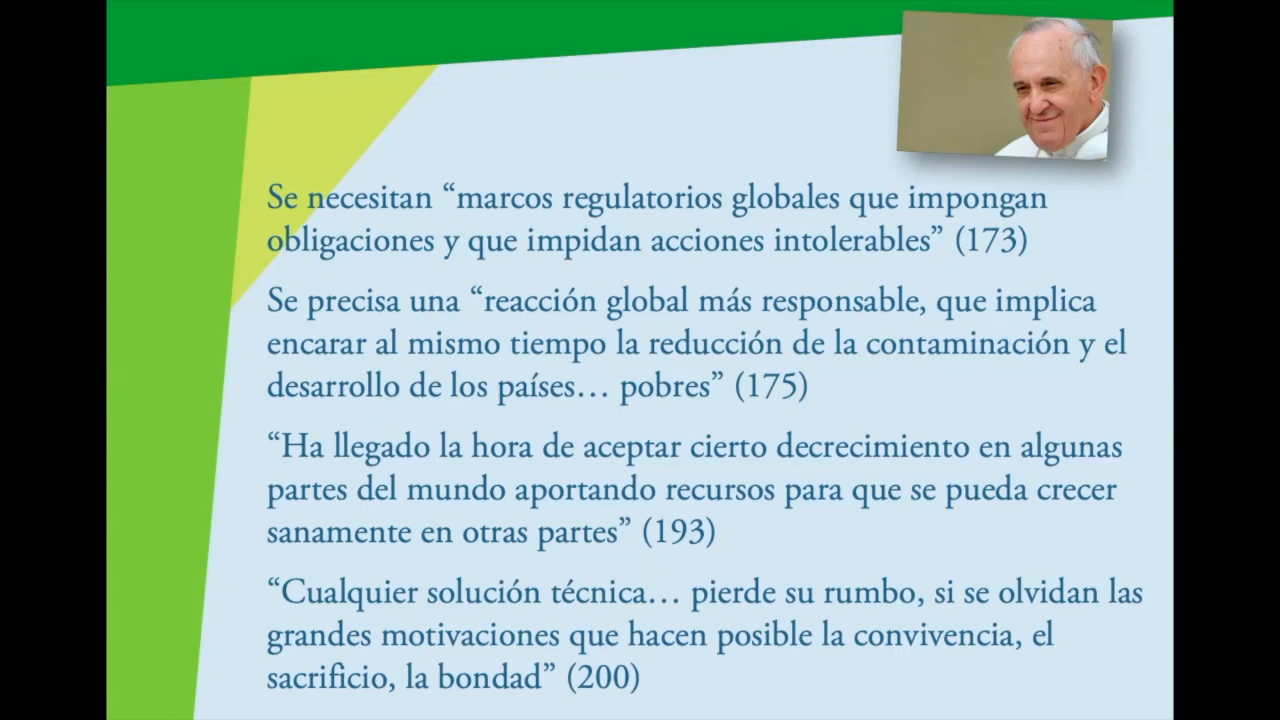 Se necesitan “marcos regulatorios globales que impongan
obligaciones y que impidan acciones intolerables” (173)
Se precisa una “reacción global más responsable, que implica
encarar al mismo tiempo la reducción de la contaminación y el
desarrollo de los países… pobres” (175)
“Ha llegado la hora de aceptar cierto decrecimiento en algunas
partes del mundo aportando recursos para que se pueda crecer
sanamente en otras partes” (193)
“Cualquier solución técnica… pierde su rumbo, si se olvidan las
grandes motivaciones que hacen posible la convivencia, el
sacrificio, la bondad” (200)